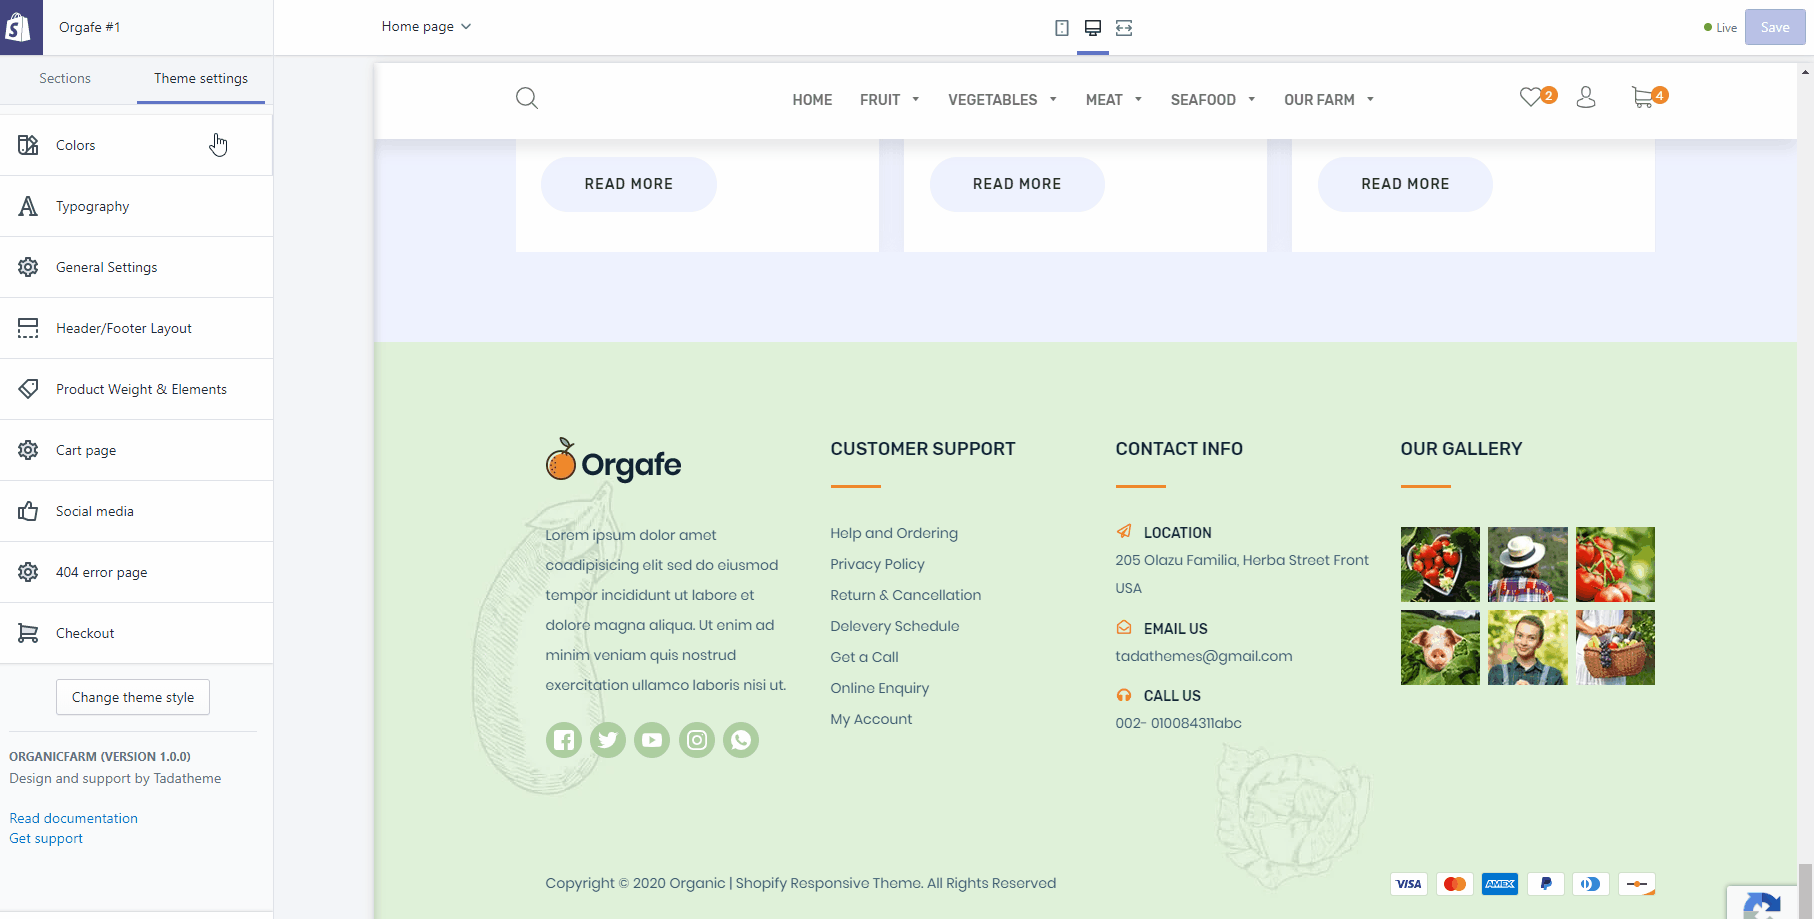 Orgafe #1
Home page
Live
Save
Sections
Theme settings
Colors
Typography
General Settings
Header/Footer Layout
Product Weight & Elements
Cart page
Social media
404 error page
Checkout
Change theme style
ORGANICFARM (VERSION 1.0.0)
Design and support by Tadatheme
Read documentation
Get support
HOME FRUIT VEGETABLES MEAT SEAFOOD OUR FARM
2
4
READ MORE
READ MORE
READ MORE
Orgafe
Lorem ipsum dolor amet
coadipisicing elit sed do eiusmod
tempor incididunt ut labore et
dolore magna aliqua. Ut enim ad
minim veniam quis nostrud
exercitation ullamco laboris nisi ut.
CUSTOMER SUPPORT
Help and Ordering
Privacy Policy
Return & Cancellation
Delevery Schedule
Get a Call
Online Enquiry
My Account
CONTACT INFO
LOCATION
205 Olazu Familia, Herba Street Front
USA
EMAIL US
tadathemes@gmail.com
CALL US
002- 010084311abc
OUR GALLERY
Copyright © 2020 Organic | Shopify Responsive Theme. All Rights Reserved
VISA
AMEX